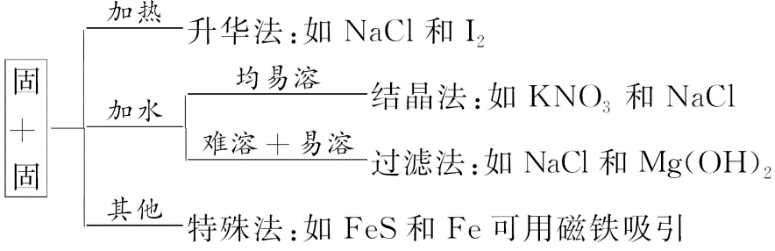 固+固
加热
升华法:如 NaCl 和 I₂
加水
均易溶
结晶法:如 KNO₃ 和 NaCl
难溶+易溶
过滤法:如 NaCl 和 Mg(OH)₂
其他
特殊法:如 FeS 和 Fe 可用磁铁吸引